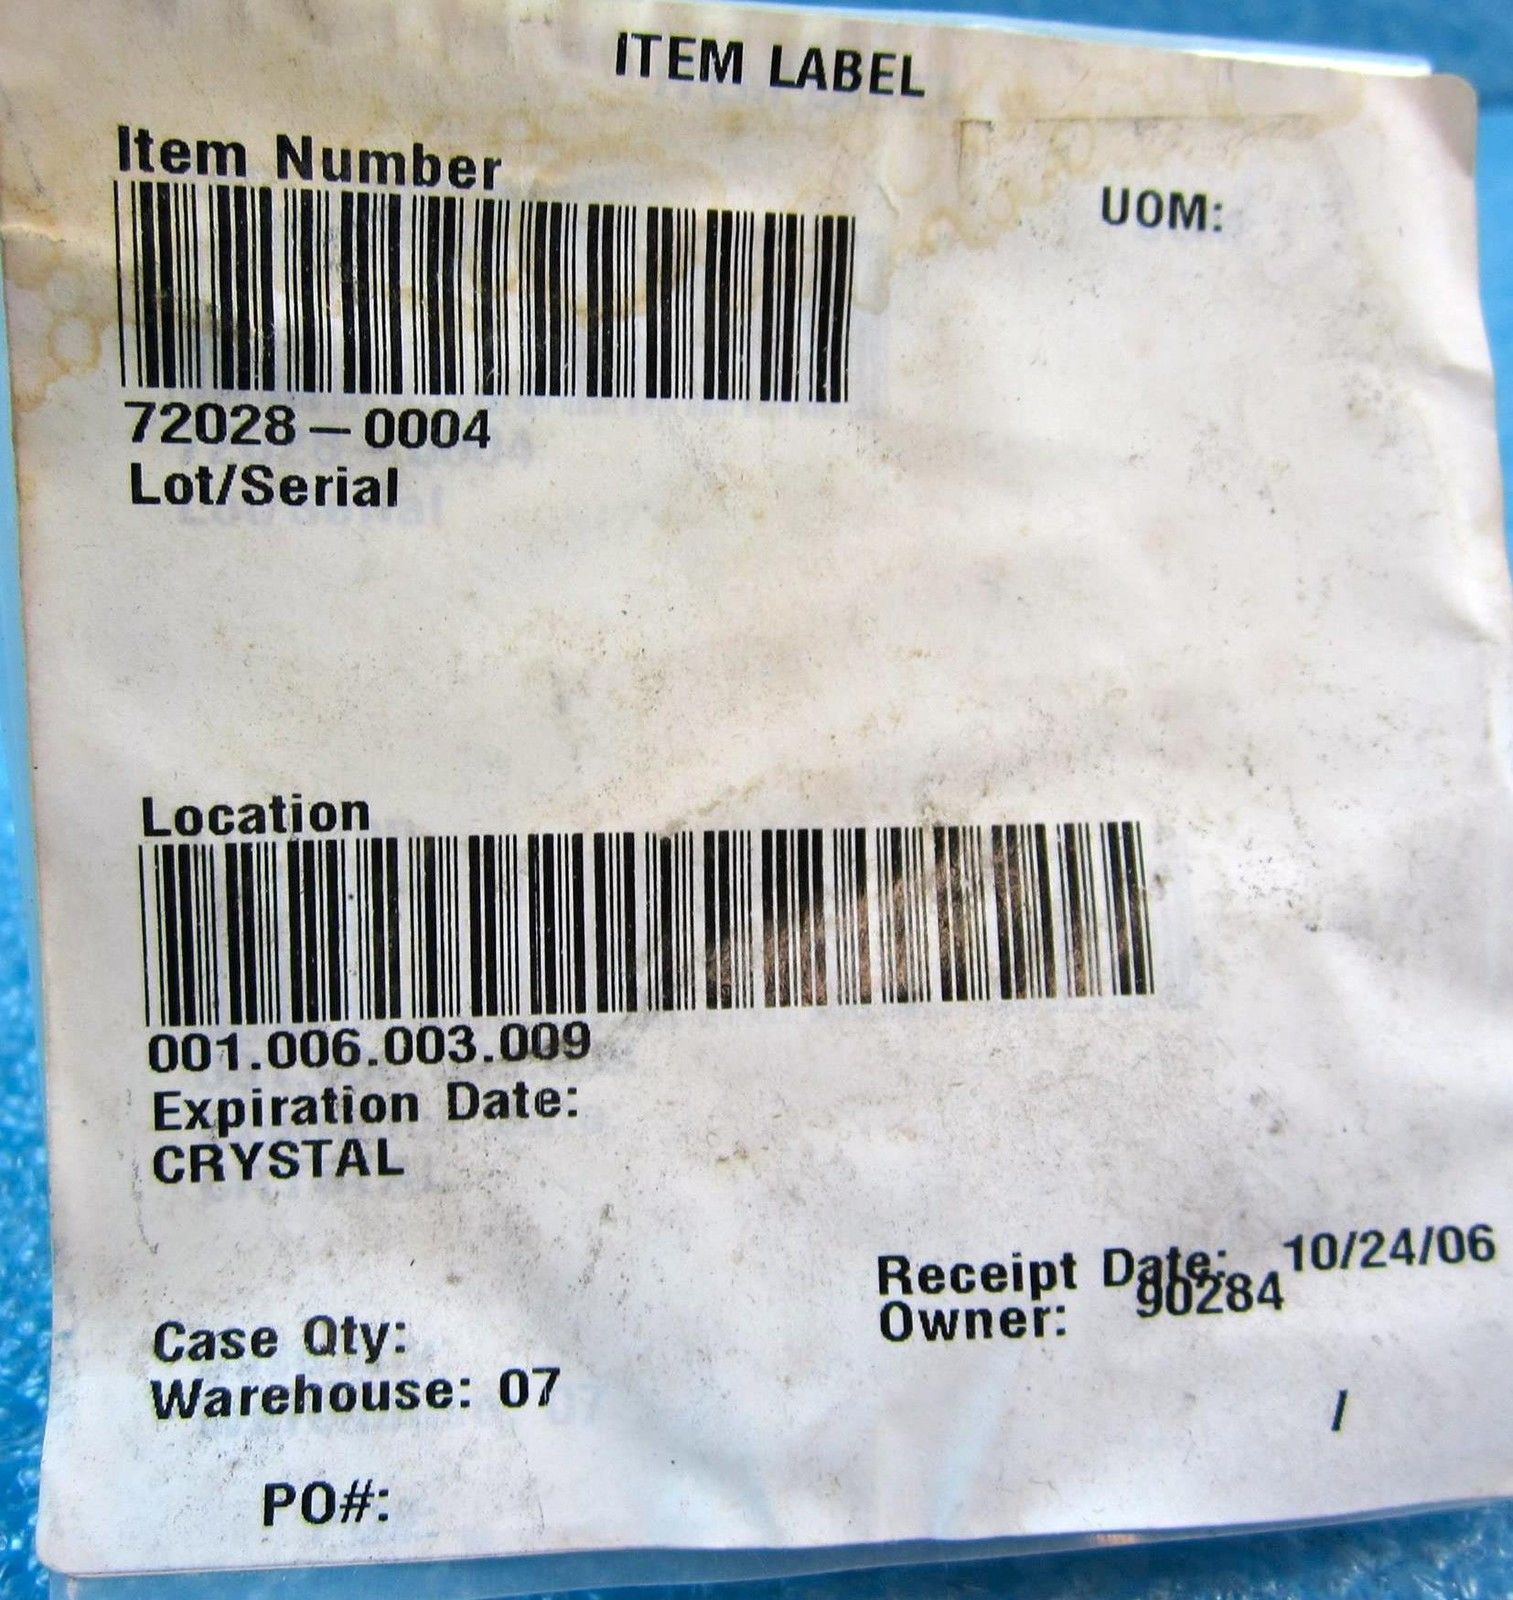 ITEM LABEL
Item Number
UOM:
72028-0004
Lot/Serial
Location
001.006.003.009
Expiration Date:
CRYSTAL
Receipt Date: 10/24/06
Owner: 90284
Case Qty:
Warehouse: 07
/
PO#: